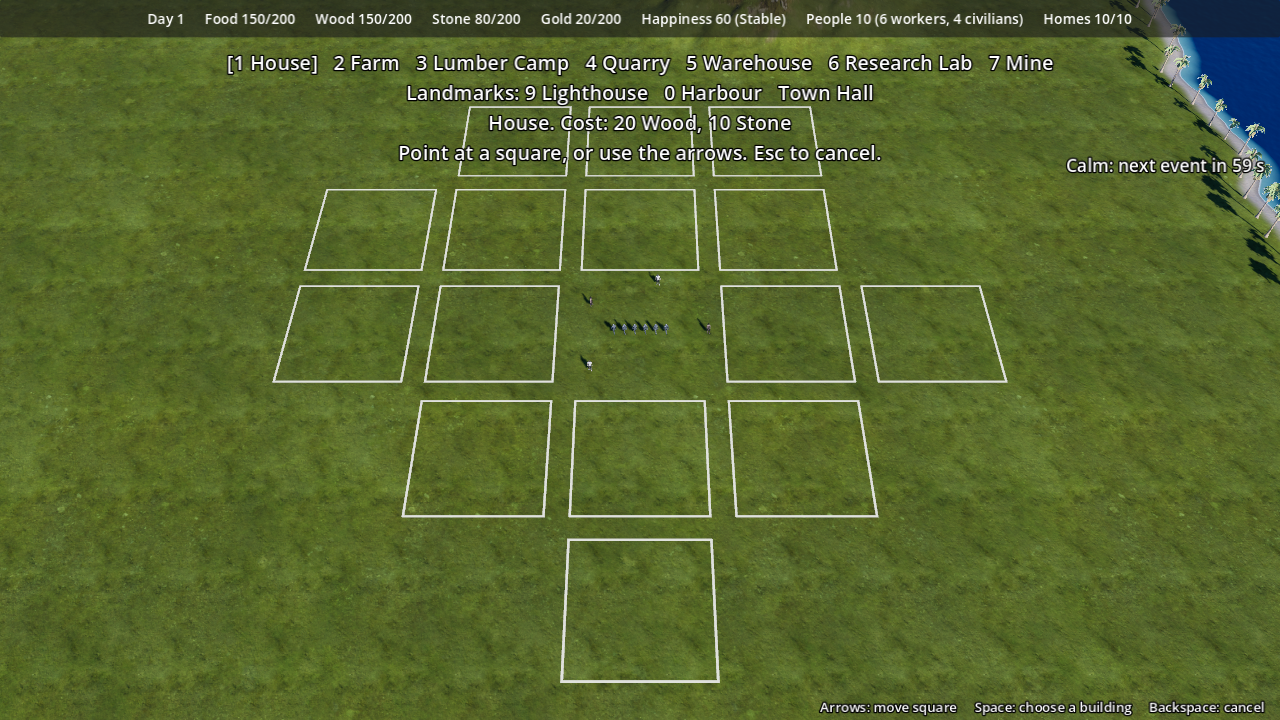 Day 1 Food 150/200 Wood 150/200 Stone 80/200 Gold 20/200 Happiness 60 (Stable) People 10 (6 workers, 4 civilians) Homes 10/10
[1 House] 2 Farm 3 Lumber Camp 4 Quarry 5 Warehouse 6 Research Lab 7 Mine
Landmarks: 9 Lighthouse 0 Harbour Town Hall
House. Cost: 20 Wood, 10 Stone
Point at a square, or use the arrows. Esc to cancel.
Calm: next event in 59 s
Arrows: move square Space: choose a building Backspace: cancel